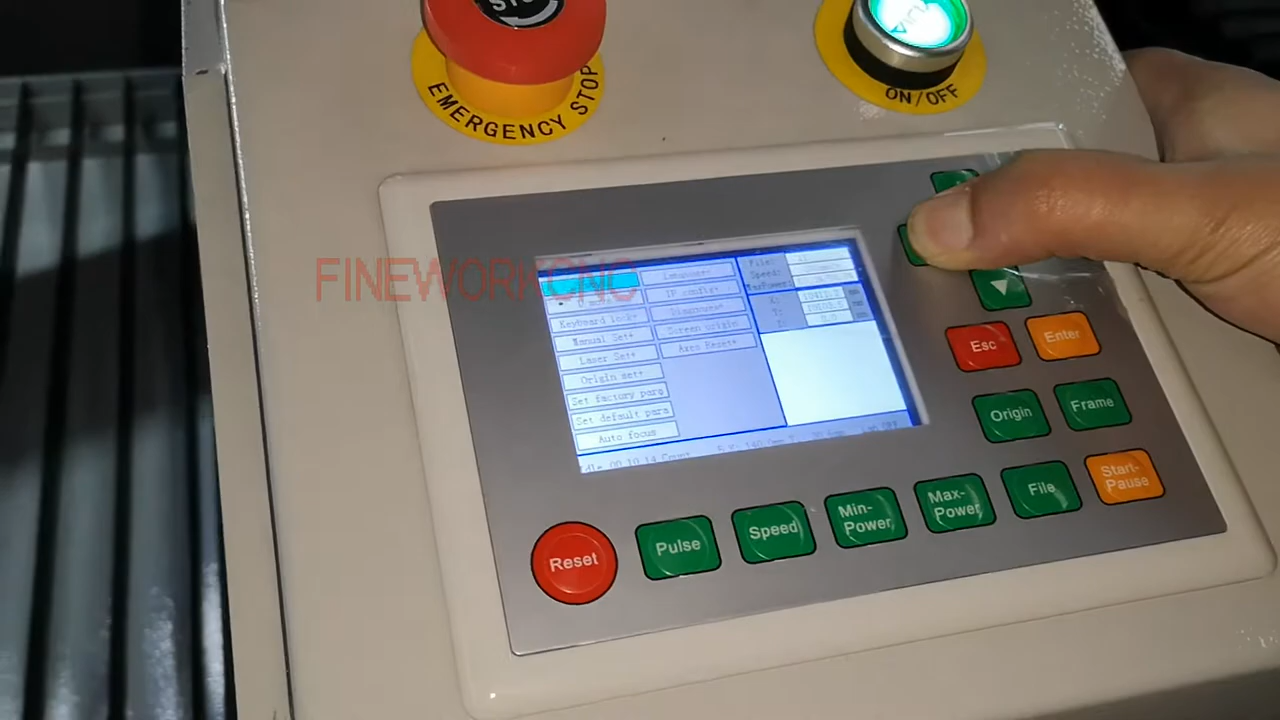 STOP
EMERGENCY STOP
ON/OFF
FINEWORKCNC
Language+
IP config+
Keyboard lock+
Diagnoses+
Manual Set+
Screen origin
Laser Set+
Axes Reset+
Origin set+
Set factory para
Set default para
Auto focus
File:
Speed:
MaxPower:
X:
Y:
Esc
Enter
Origin
Frame
Reset
Pulse
Speed
Min-
Power
Max-
Power
File
Start-
Pause